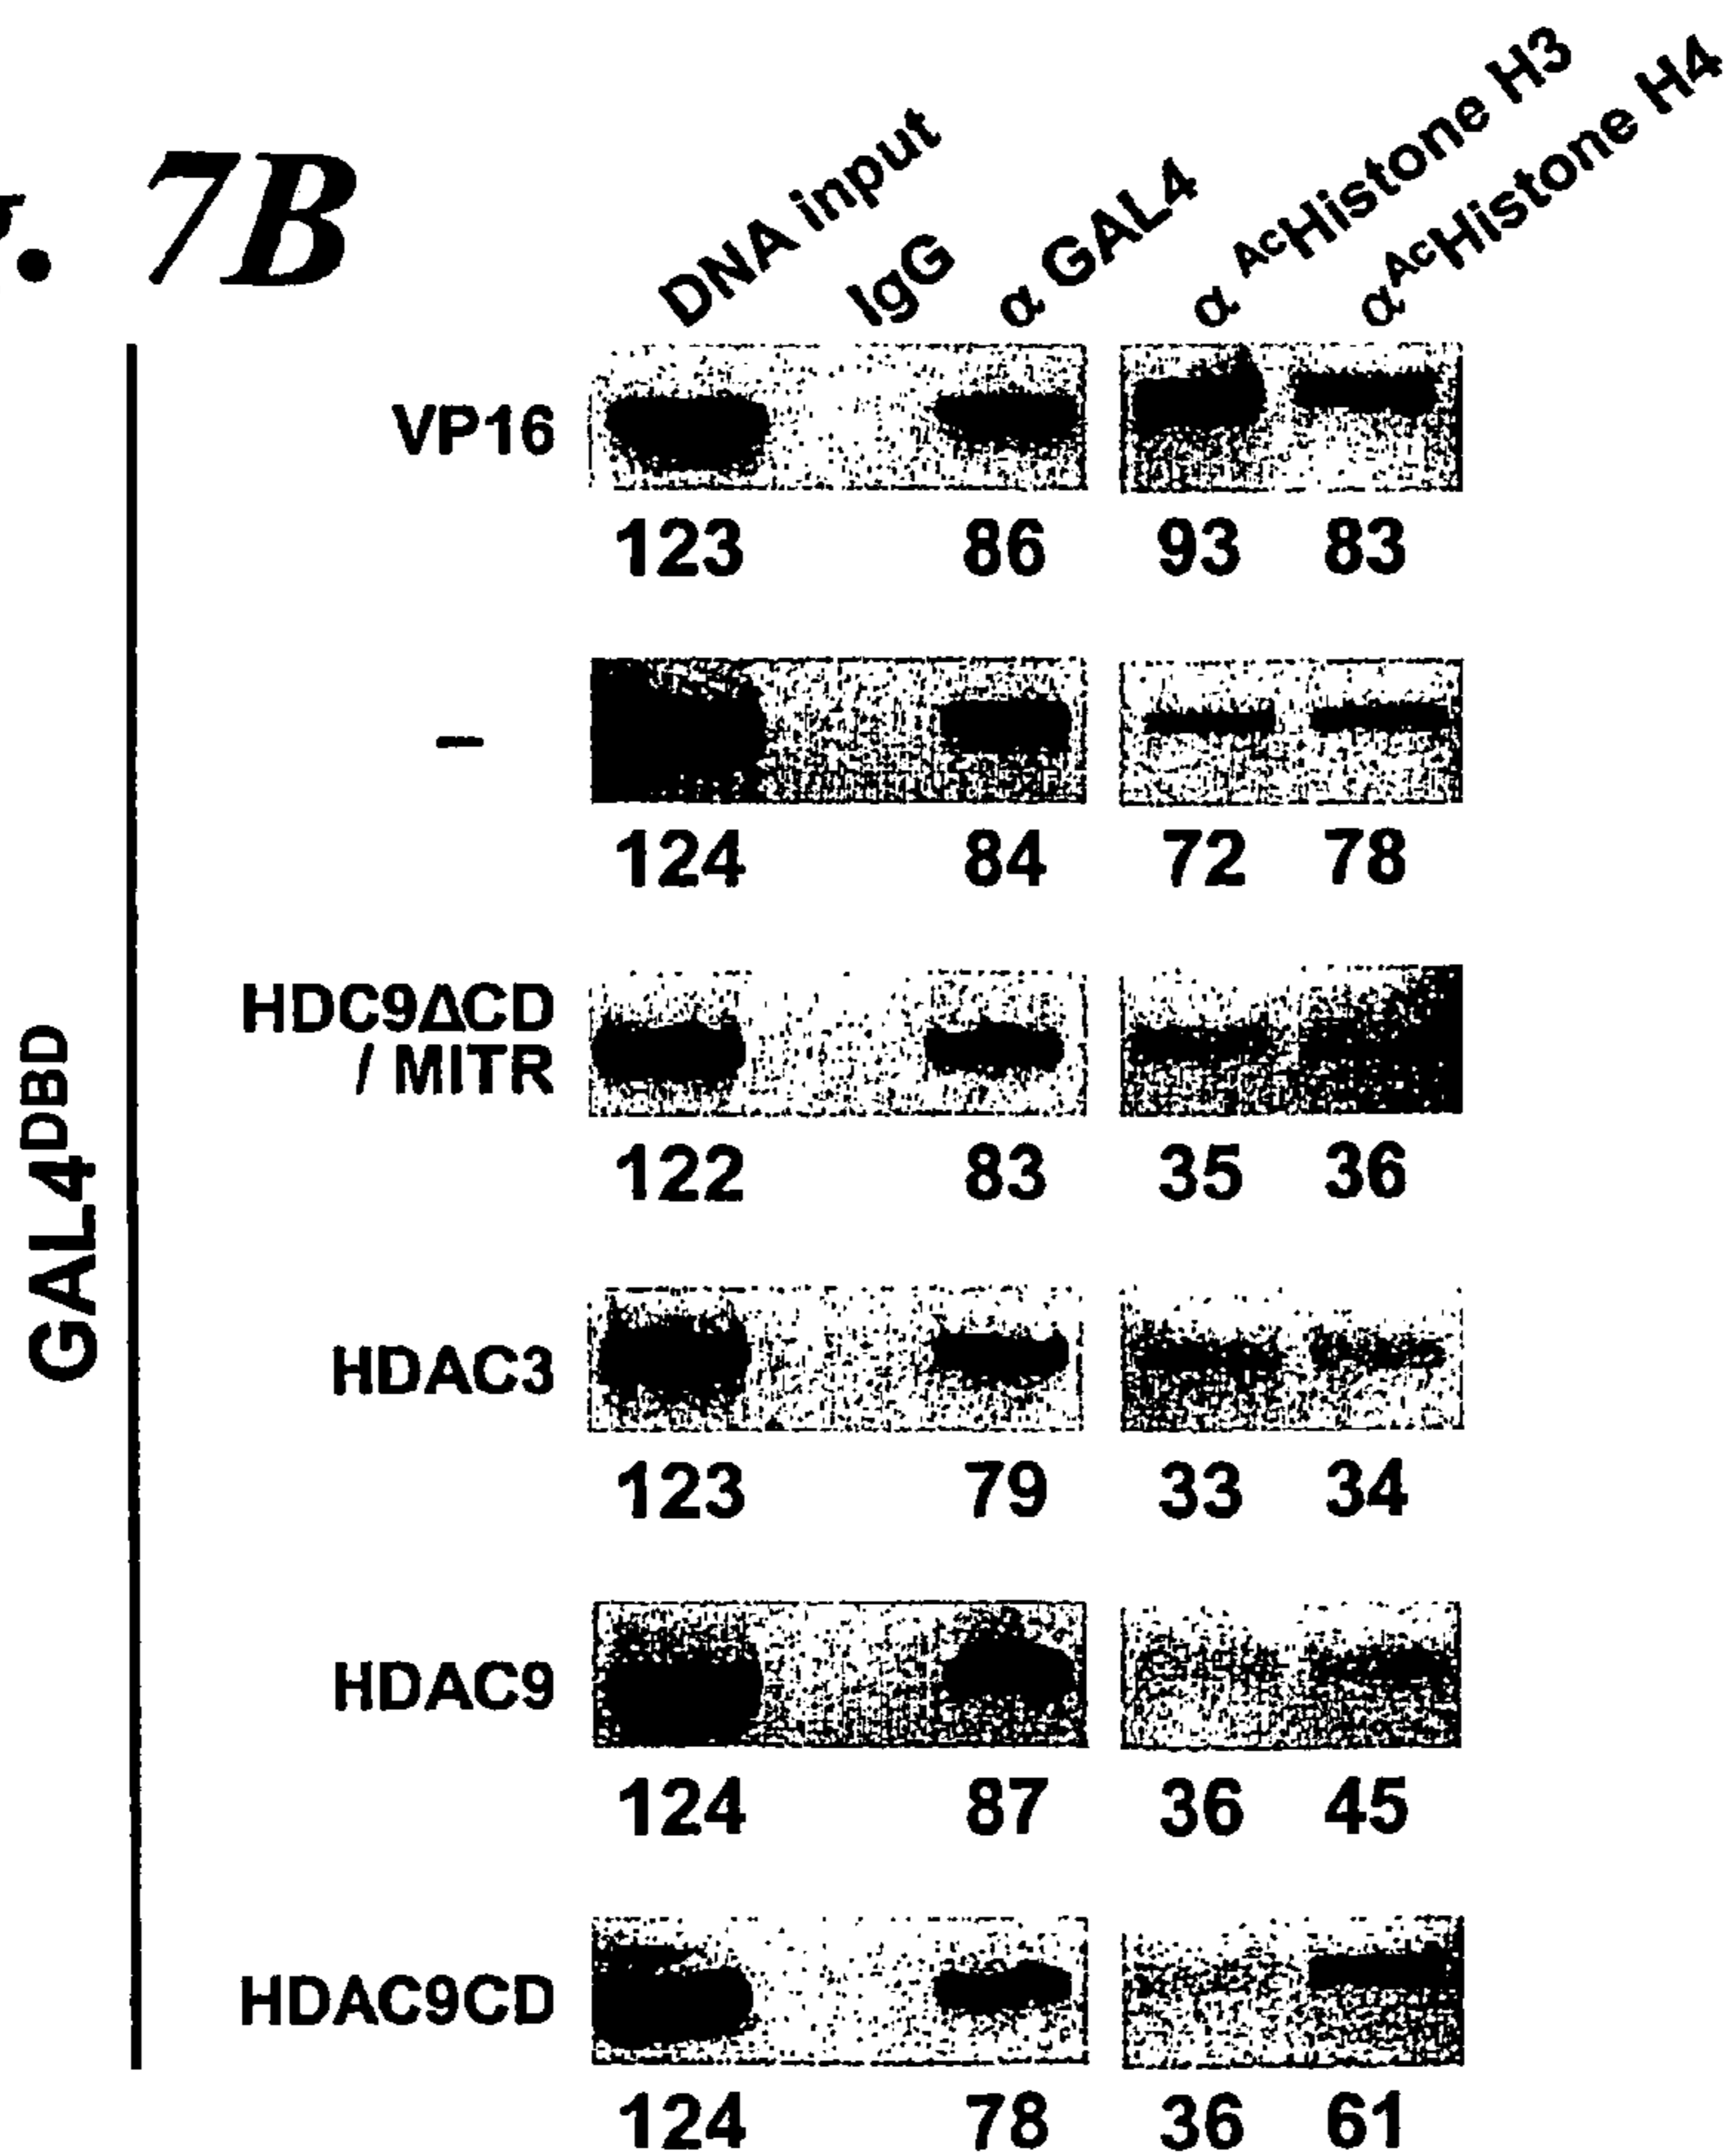 . 7B
DNA input
IgG
α GAL4
α AcHistone H3
αAcHistone H4
GAL4DBD
VP16
123 86 93 83
–
124 84 72 78
HDC9ΔCD
/ MITR
122 83 35 36
HDAC3
123 79 33 34
HDAC9
124 87 36 45
HDAC9CD
124 78 36 61